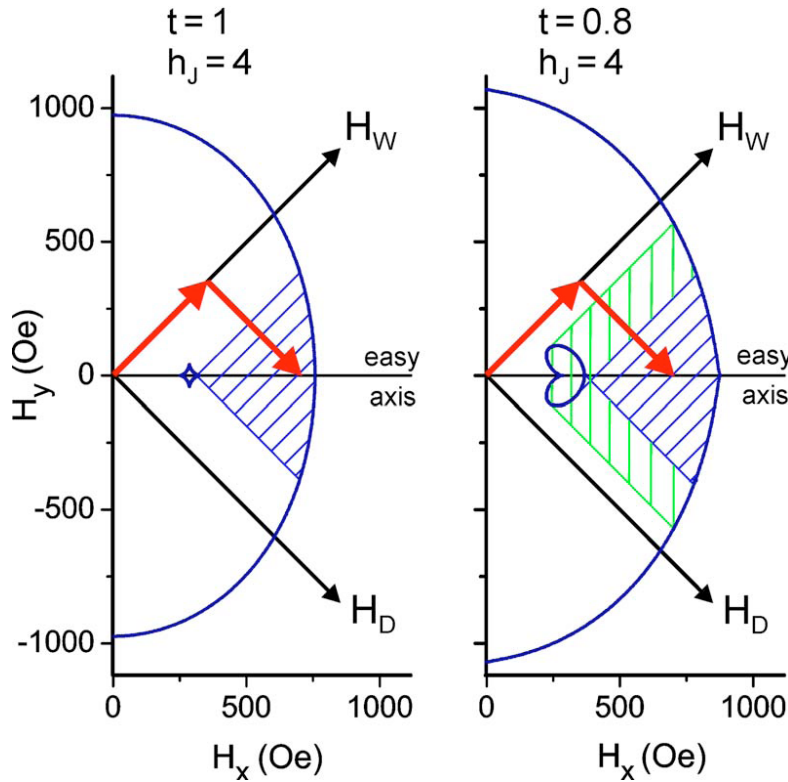 t = 1
h_J = 4
t = 0.8
h_J = 4
1000
500
0
-500
-1000
H_y (Oe)
H_W
easy
axis
H_D
0
500
1000
H_x (Oe)
H_W
easy
axis
H_D
0
500
1000
H_x (Oe)